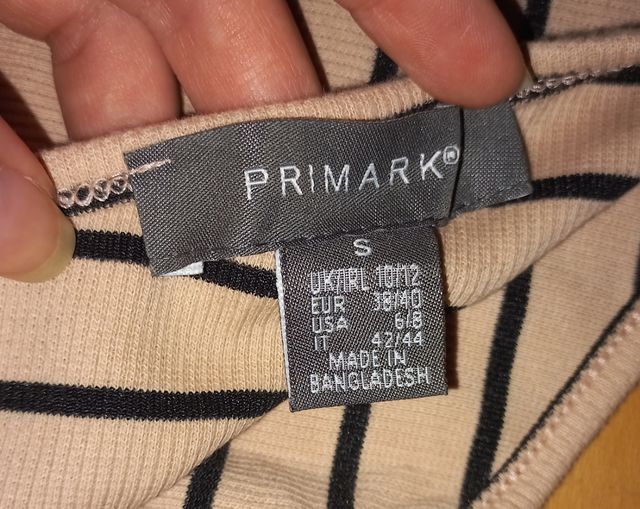 PRIMARK®
S
UK/IRL 10/12
EUR 38/40
USA 6/8
IT 42/44
MADE IN
BANGLADESH